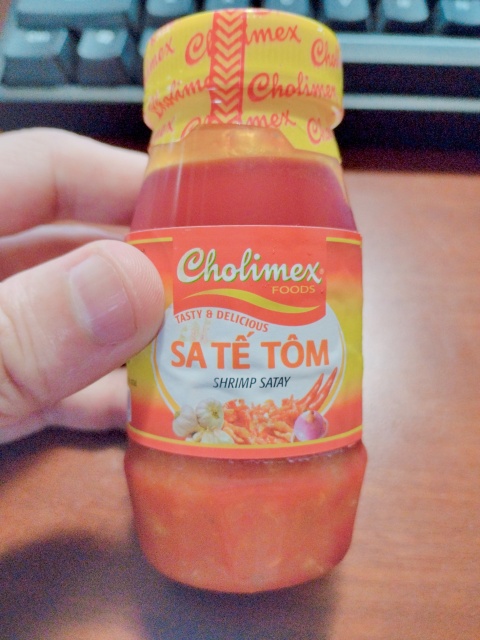 Cholimex
Cholimex
Cholimex
FOODS
TASTY & DELICIOUS
SA TẾ TÔM
SHRIMP SATAY